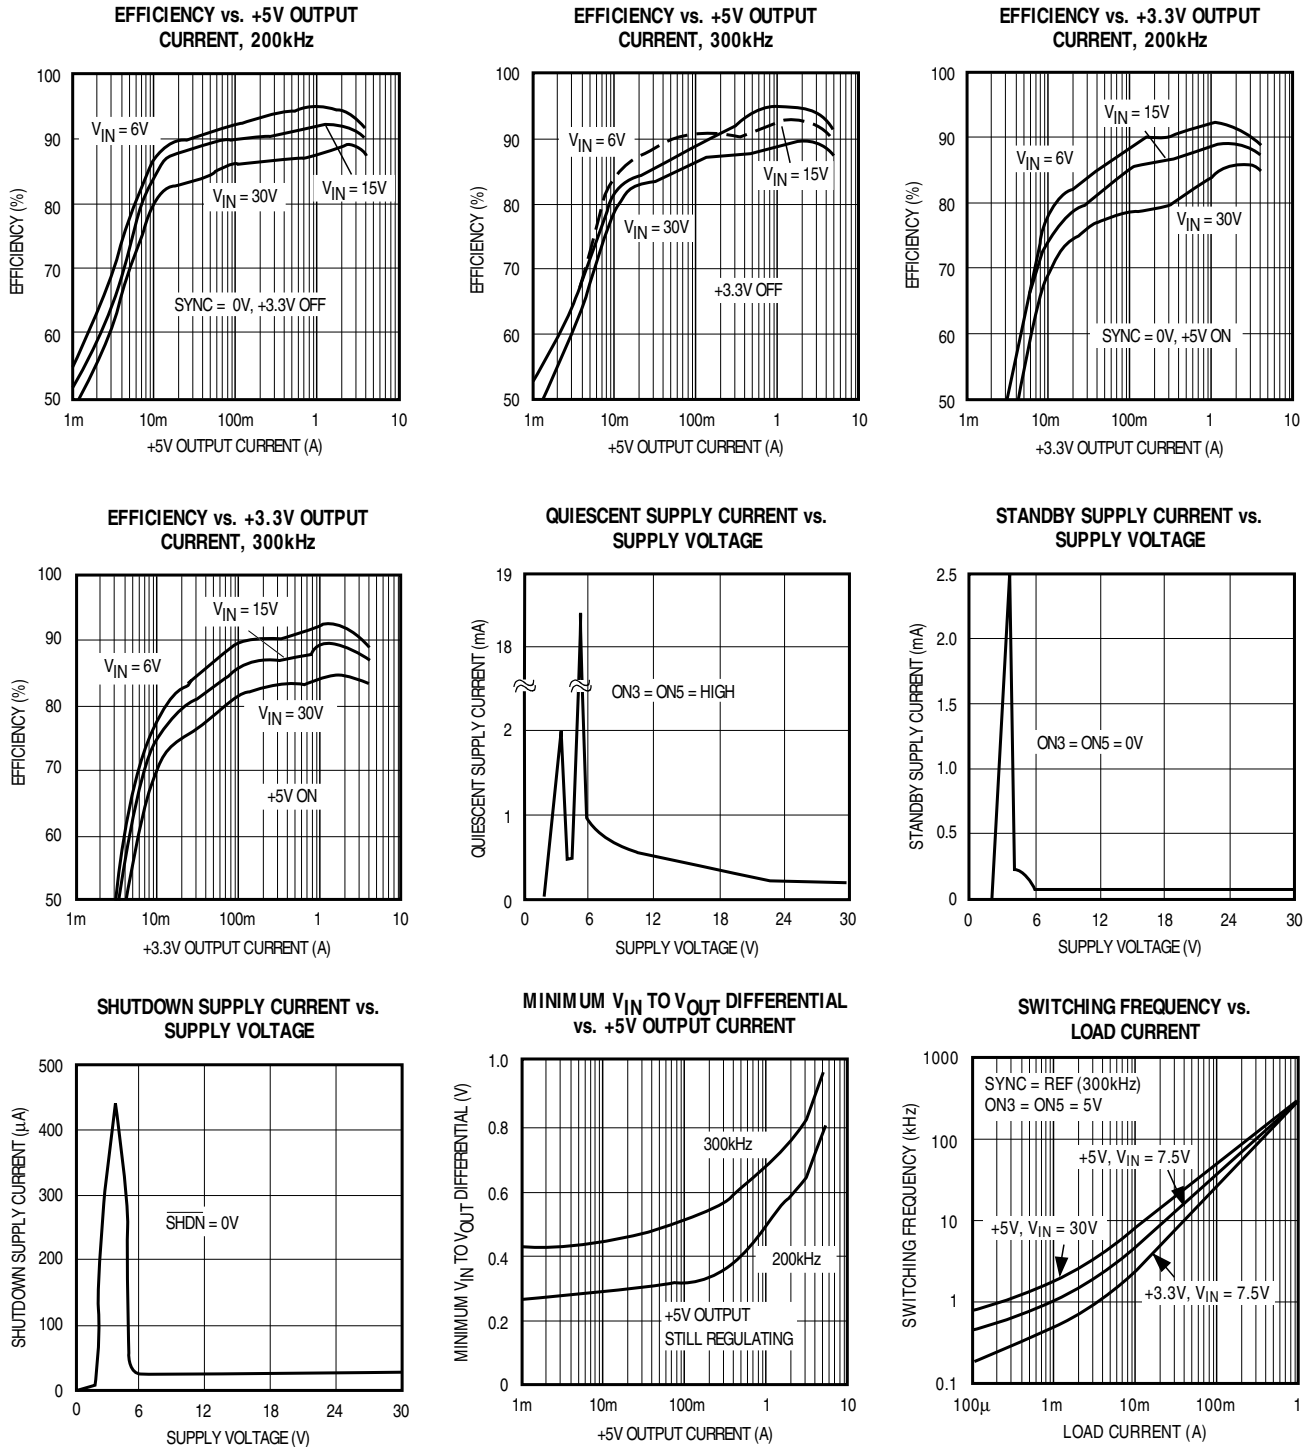 EFFICIENCY vs. +5V OUTPUT
CURRENT, 200kHz
100
90
80
70
60
50
EFFICIENCY (%)
VIN = 6V
VIN = 15V
VIN = 30V
SYNC = 0V, +3.3V OFF
1m 10m 100m 1 10
+5V OUTPUT CURRENT (A)
EFFICIENCY vs. +5V OUTPUT
CURRENT, 300kHz
100
90
80
70
60
50
EFFICIENCY (%)
VIN = 6V
VIN = 15V
VIN = 30V
+3.3V OFF
1m 10m 100m 1 10
+5V OUTPUT CURRENT (A)
EFFICIENCY vs. +3.3V OUTPUT
CURRENT, 200kHz
100
90
80
70
60
50
EFFICIENCY (%)
VIN = 15V
VIN = 6V
VIN = 30V
SYNC = 0V, +5V ON
1m 10m 100m 1 10
+3.3V OUTPUT CURRENT (A)
EFFICIENCY vs. +3.3V OUTPUT
CURRENT, 300kHz
100
90
80
70
60
50
EFFICIENCY (%)
VIN = 15V
VIN = 6V
VIN = 30V
+5V ON
1m 10m 100m 1 10
+3.3V OUTPUT CURRENT (A)
QUIESCENT SUPPLY CURRENT vs.
SUPPLY VOLTAGE
19
18
2
1
0
QUIESCENT SUPPLY CURRENT (mA)
ON3 = ON5 = HIGH
0 6 12 18 24 30
SUPPLY VOLTAGE (V)
STANDBY SUPPLY CURRENT vs.
SUPPLY VOLTAGE
2.5
2.0
1.5
1.0
0.5
0
STANDBY SUPPLY CURRENT (mA)
ON3 = ON5 = 0V
0 6 12 18 24 30
SUPPLY VOLTAGE (V)
SHUTDOWN SUPPLY CURRENT vs.
SUPPLY VOLTAGE
500
400
300
200
100
0
SHUTDOWN SUPPLY CURRENT (µA)
SHDN = 0V
0 6 12 18 24 30
SUPPLY VOLTAGE (V)
MINIMUM VIN TO VOUT DIFFERENTIAL
vs. +5V OUTPUT CURRENT
1.0
0.8
0.6
0.4
0.2
0
MINIMUM VIN TO VOUT DIFFERENTIAL (V)
300kHz
200kHz
+5V OUTPUT
STILL REGULATING
1m 10m 100m 1 10
+5V OUTPUT CURRENT (A)
SWITCHING FREQUENCY vs.
LOAD CURRENT
1000
100
10
1
0.1
SWITCHING FREQUENCY (kHz)
SYNC = REF (300kHz)
ON3 = ON5 = 5V
+5V, VIN = 7.5V
+5V, VIN = 30V
+3.3V, VIN = 7.5V
100µ 1m 10m 100m 1
LOAD CURRENT (A)